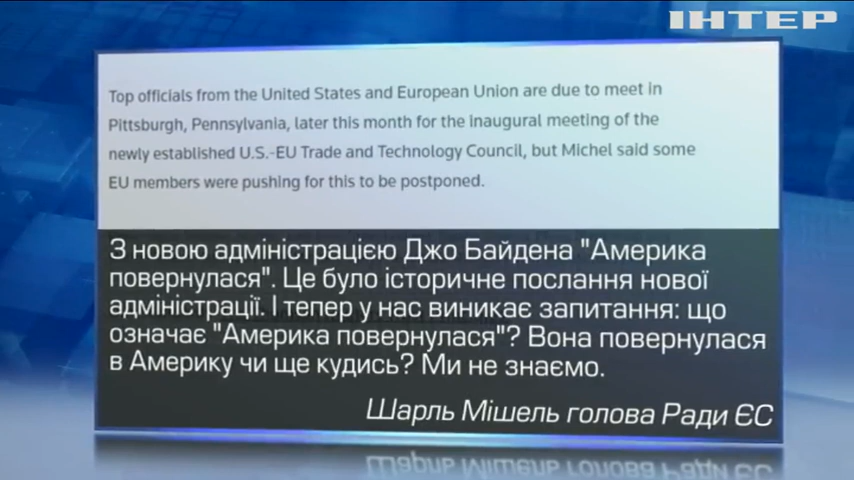 ІНТЕР
Top officials from the United States and European Union are due to meet in
Pittsburgh, Pennsylvania, later this month for the inaugural meeting of the
newly established U.S.-EU Trade and Technology Council, but Michel said some
EU members were pushing for this to be postponed.
З новою адміністрацією Джо Байдена "Америка
повернулася". Це було історичне послання нової
адміністрації. І тепер у нас виникає запитання: що
означає "Америка повернулася"? Вона повернулася
в Америку чи ще кудись? Ми не знаємо.
Шарль Мішель голова Ради ЄС